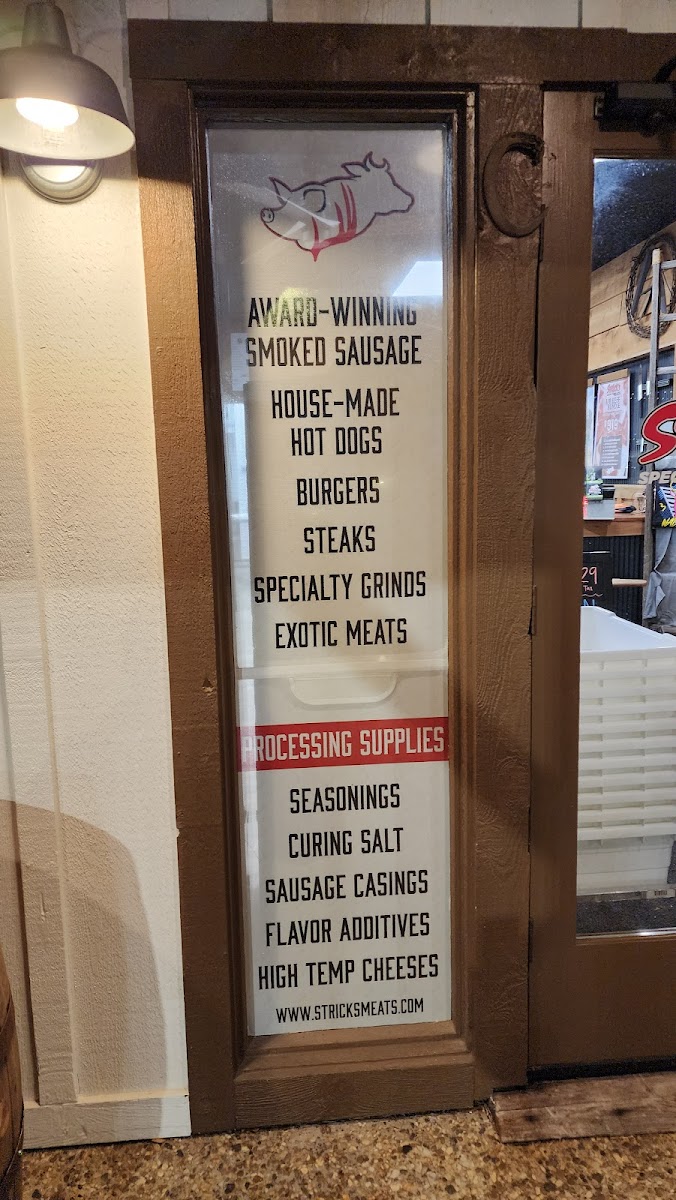 AWARD-WINNING
SMOKED SAUSAGE
HOUSE-MADE
HOT DOGS
BURGERS
STEAKS
SPECIALTY GRINDS
EXOTIC MEATS
PROCESSING SUPPLIES
SEASONINGS
CURING SALT
SAUSAGE CASINGS
FLAVOR ADDITIVES
HIGH TEMP CHEESES
WWW.STRICKSMEATS.COM